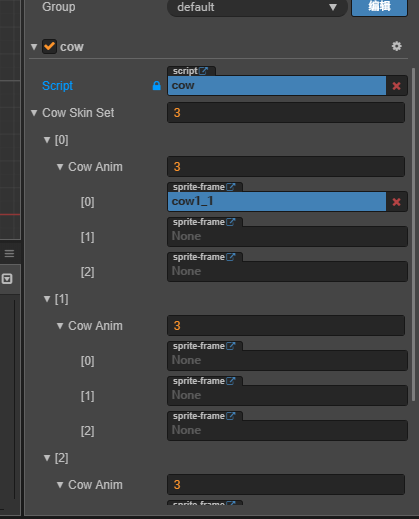 Group default 编辑
cow
script
Script cow
Cow Skin Set 3
[0]
Cow Anim 3
sprite-frame
[0] cow1_1
sprite-frame
[1] None
sprite-frame
[2] None
[1]
Cow Anim 3
sprite-frame
[0] None
sprite-frame
[1] None
sprite-frame
[2] None
[2]
Cow Anim 3
sprite-frame